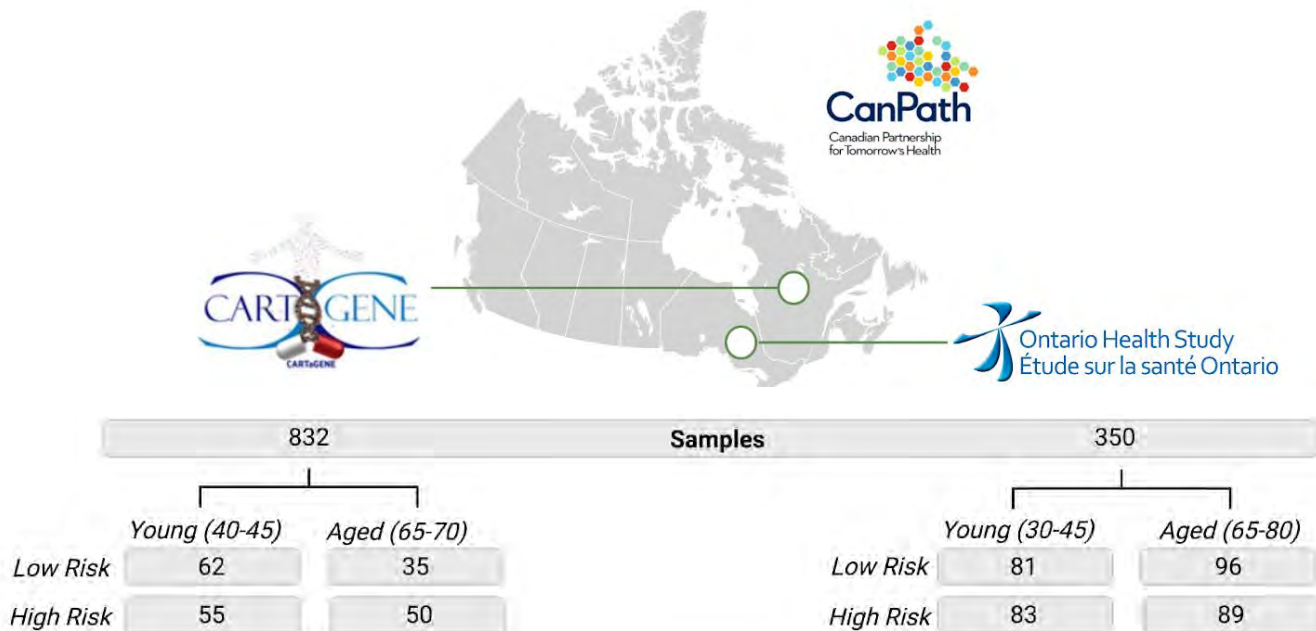 CanPath
Canadian Partnership
for Tomorrow's Health
CARTaGENE
CARTaGENE
Ontario Health Study
Étude sur la santé Ontario
832 Samples 350
Young (40-45) Aged (65-70) Young (30-45) Aged (65-80)
Low Risk 62 35 Low Risk 81 96
High Risk 55 50 High Risk 83 89